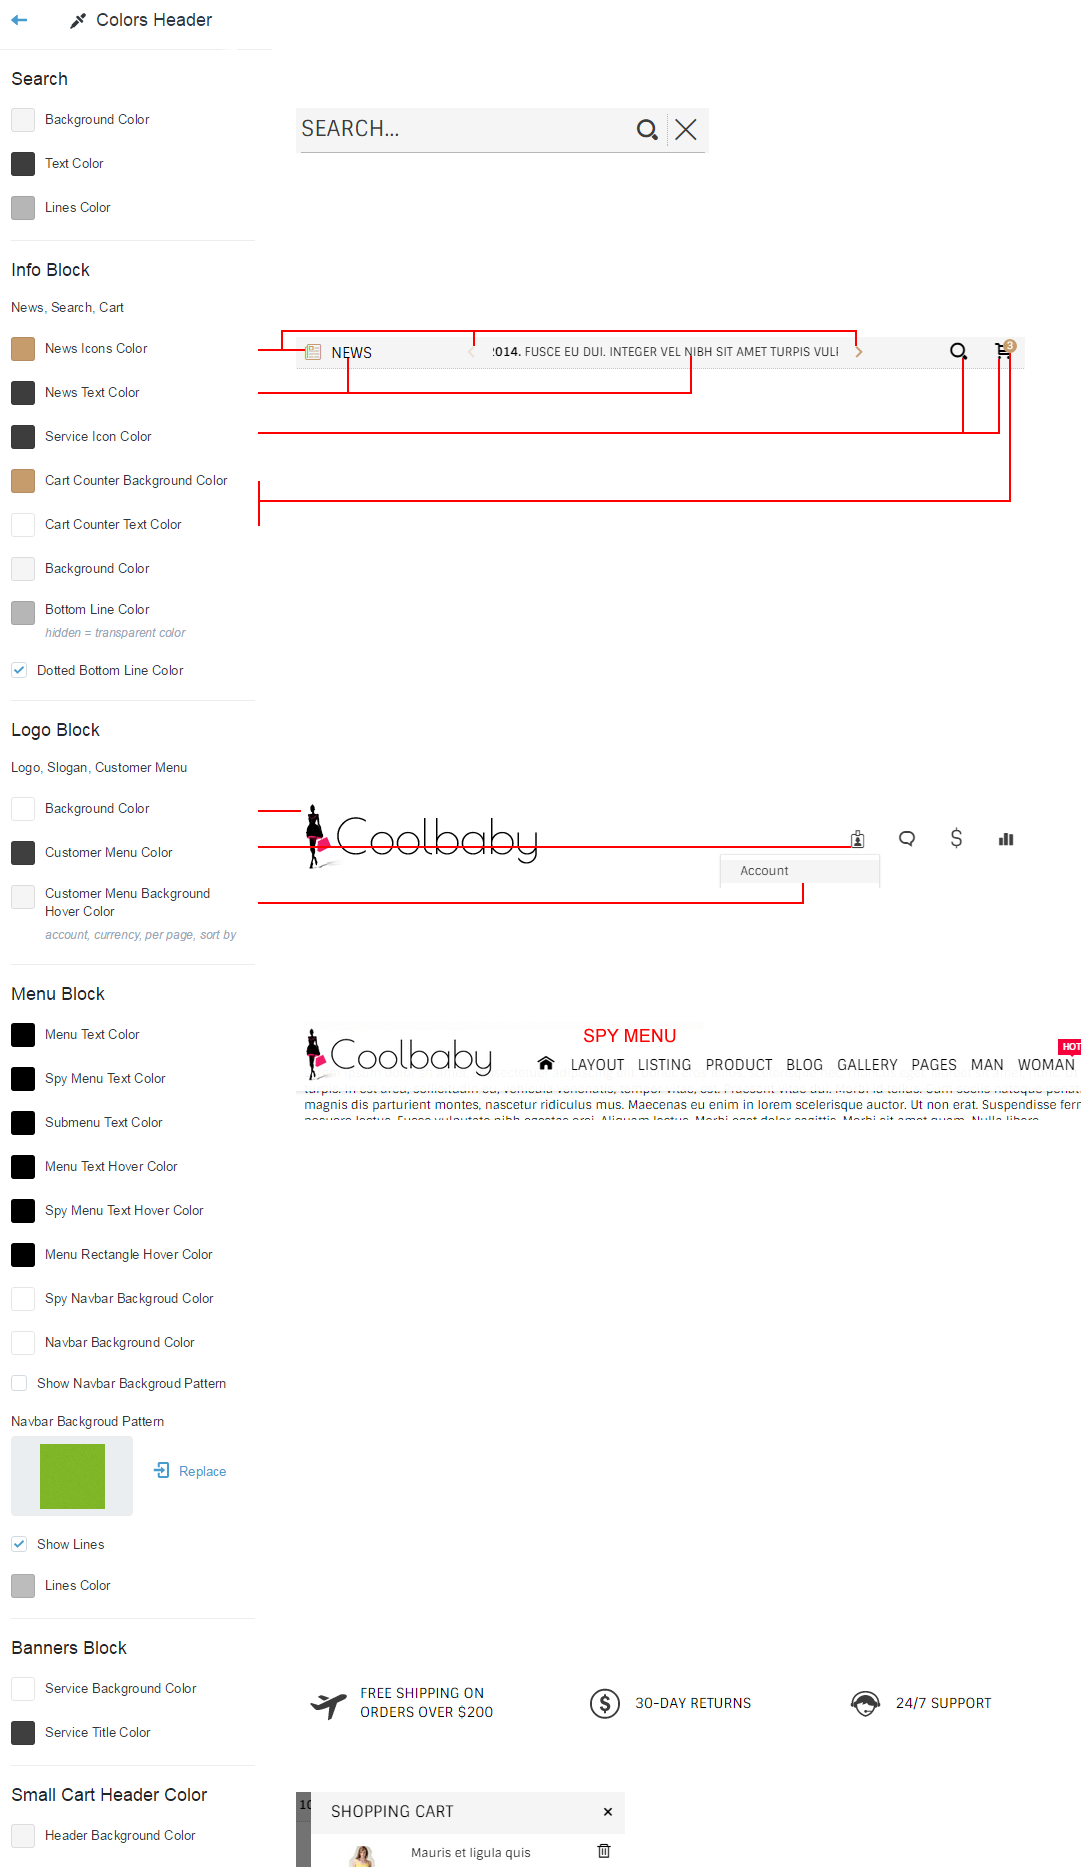 Colors Header
Search
Background Color
SEARCH...
Text Color
Lines Color
Info Block
News, Search, Cart
News Icons Color
NEWS
2014. FUSCE EU DUI. INTEGER VEL NIBH SIT AMET TURPIS VULI
3
News Text Color
Service Icon Color
Cart Counter Background Color
Cart Counter Text Color
Background Color
Bottom Line Color
hidden = transparent color
Dotted Bottom Line Color
Logo Block
Logo, Slogan, Customer Menu
Background Color
Coolbaby
Customer Menu Color
Account
Customer Menu Background
Hover Color
account, currency, per page, sort by
Menu Block
Menu Text Color
SPY MENU
Coolbaby
HOT
LAYOUT LISTING PRODUCT BLOG GALLERY PAGES MAN WOMAN
magnis dis parturient montes, nascetur ridiculus mus. Maecenas eu enim in lorem scelerisque auctor. Ut non erat. Suspendisse ferm
Spy Menu Text Color
Submenu Text Color
Menu Text Hover Color
Spy Menu Text Hover Color
Menu Rectangle Hover Color
Spy Navbar Backgroud Color
Navbar Background Color
Show Navbar Backgroud Pattern
Navbar Backgroud Pattern
Replace
Show Lines
Lines Color
Banners Block
Service Background Color
FREE SHIPPING ON
ORDERS OVER $200
30-DAY RETURNS
24/7 SUPPORT
Service Title Color
Small Cart Header Color
10
SHOPPING CART
Header Background Color
Mauris et ligula quis